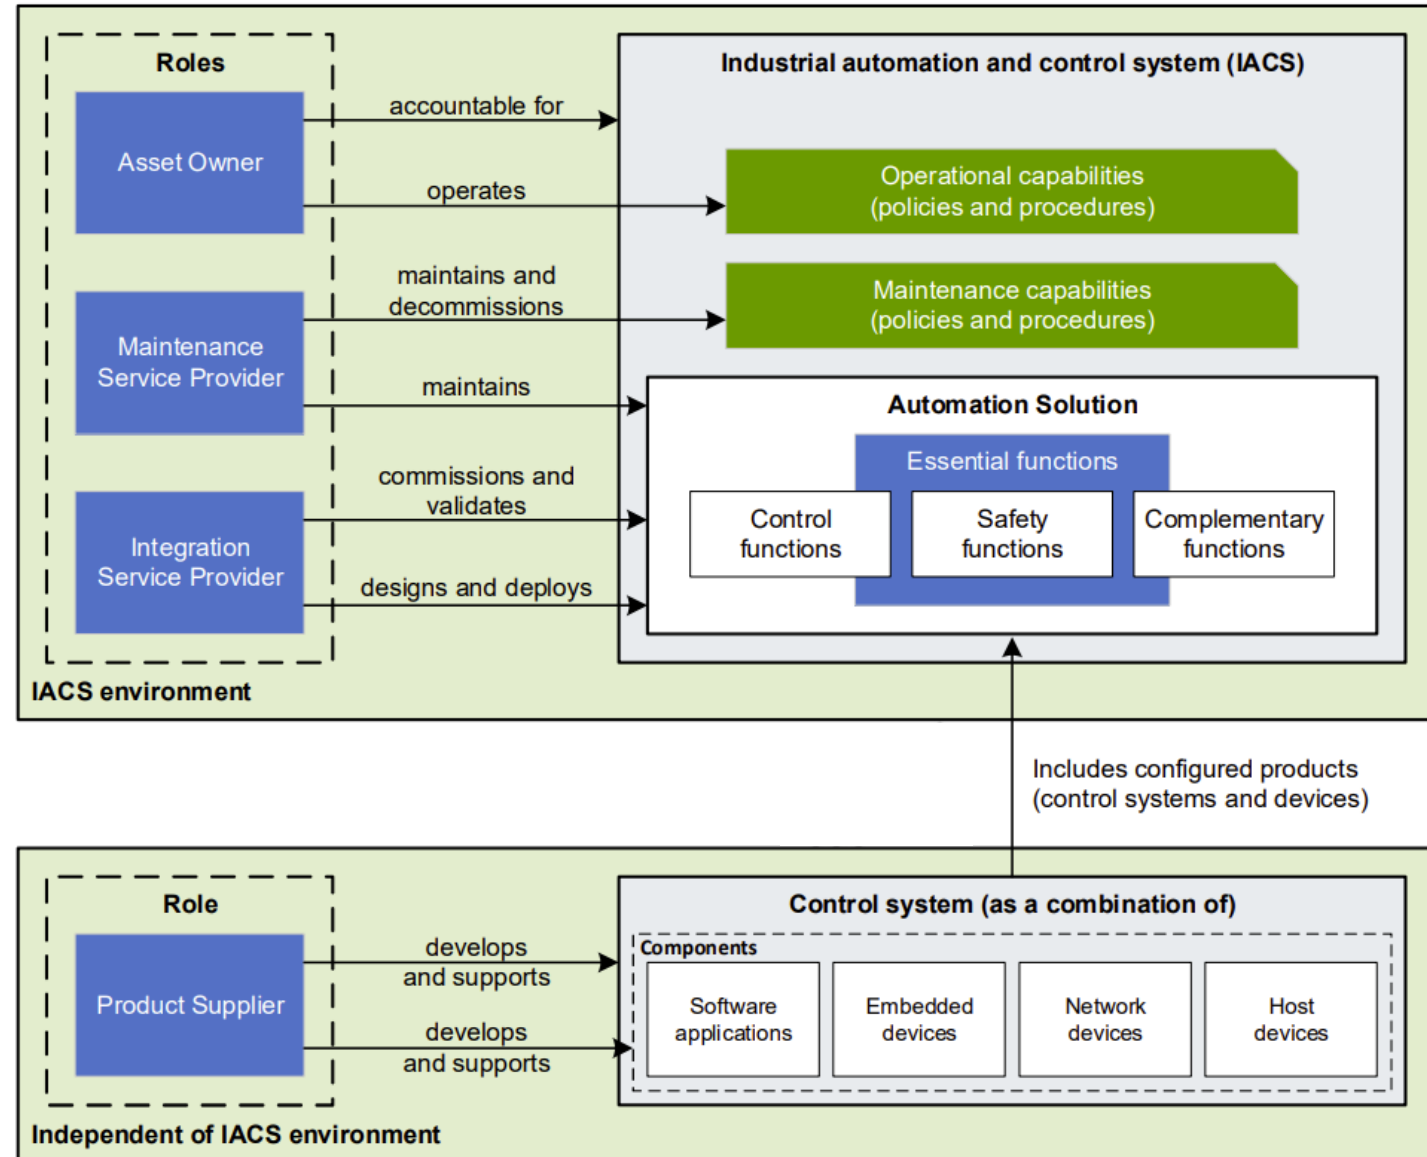 Roles
Asset Owner
Maintenance
Service Provider
Integration
Service Provider
accountable for
operates
maintains and
decommissions
maintains
commissions and
validates
designs and deploys
Industrial automation and control system (IACS)
Operational capabilities
(policies and procedures)
Maintenance capabilities
(policies and procedures)
Automation Solution
Essential functions
Control
functions
Safety
functions
Complementary
functions
IACS environment
Includes configured products
(control systems and devices)
Role
Product Supplier
develops
and supports
develops
and supports
Control system (as a combination of)
Components
Software
applications
Embedded
devices
Network
devices
Host
devices
Independent of IACS environment